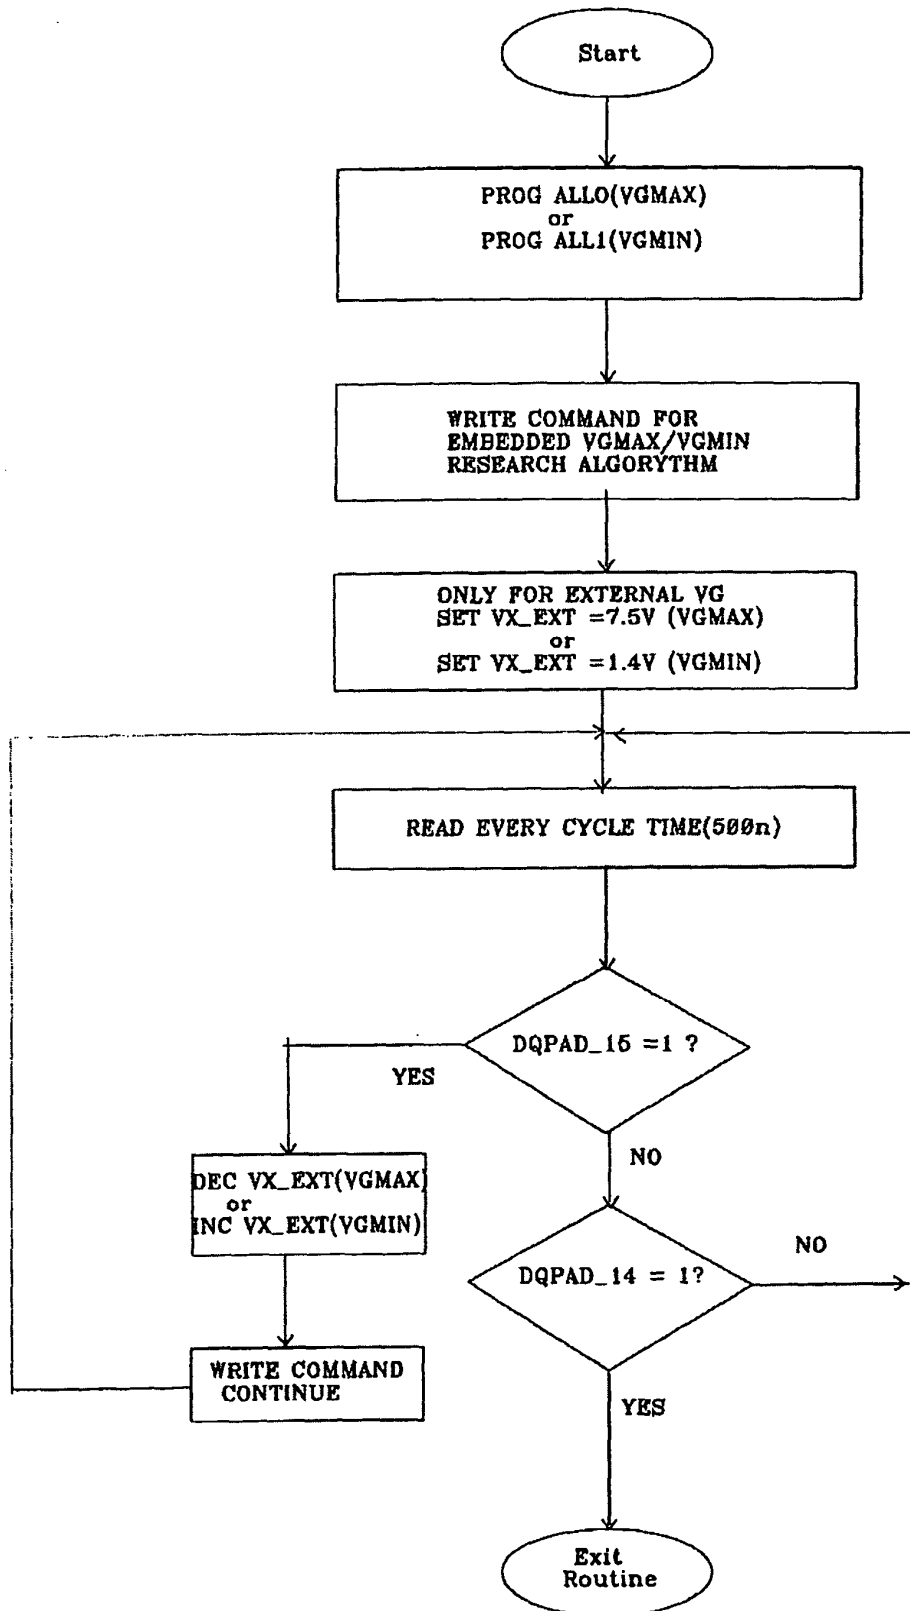 Start
PROG ALL0(VGMAX)
or
PROG ALL1(VGMIN)
WRITE COMMAND FOR
EMBEDDED VGMAX/VGMIN
RESEARCH ALGORYTHM
ONLY FOR EXTERNAL VG
SET VX_EXT =7.5V (VGMAX)
or
SET VX_EXT =1.4V (VGMIN)
READ EVERY CYCLE TIME(500n)
DQPAD_15 =1 ?
YES
NO
DEC VX_EXT(VGMAX)
or
INC VX_EXT(VGMIN)
DQPAD_14 = 1?
NO
WRITE COMMAND
CONTINUE
YES
Exit
Routine